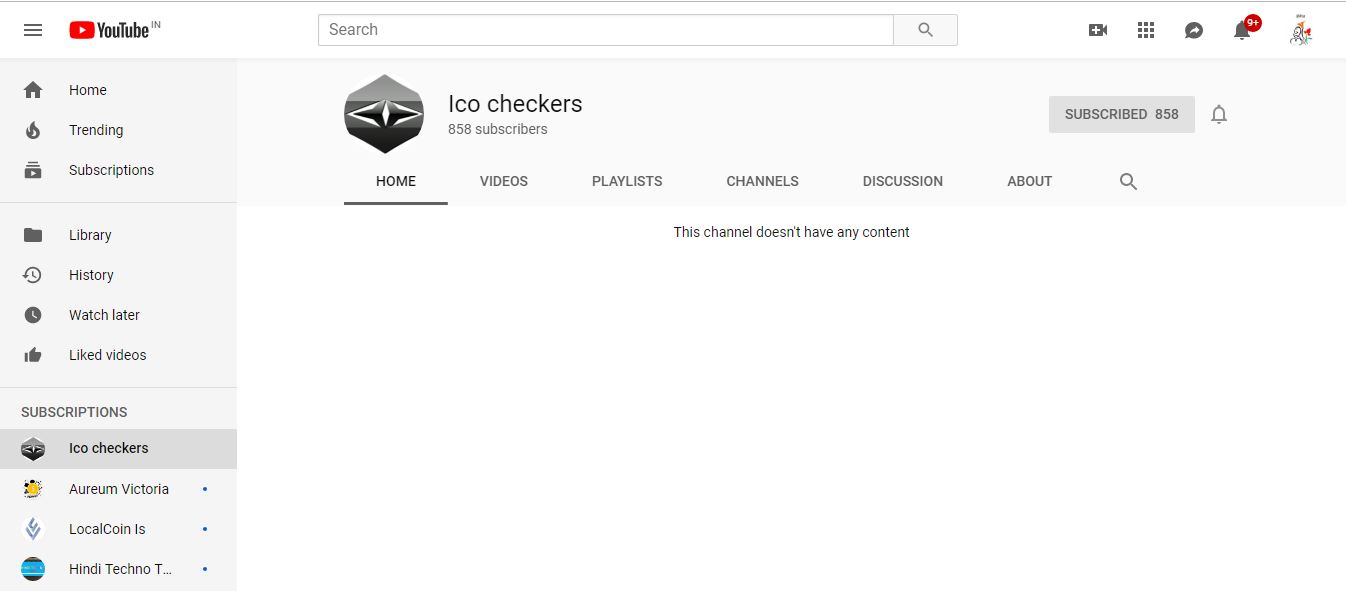 YouTube IN
Search
9+
Home
Trending
Subscriptions
Library
History
Watch later
Liked videos
SUBSCRIPTIONS
Ico checkers
Aureum Victoria
LocalCoin Is
Hindi Techno T...
Ico checkers
858 subscribers
SUBSCRIBED 858
HOME
VIDEOS
PLAYLISTS
CHANNELS
DISCUSSION
ABOUT
This channel doesn't have any content